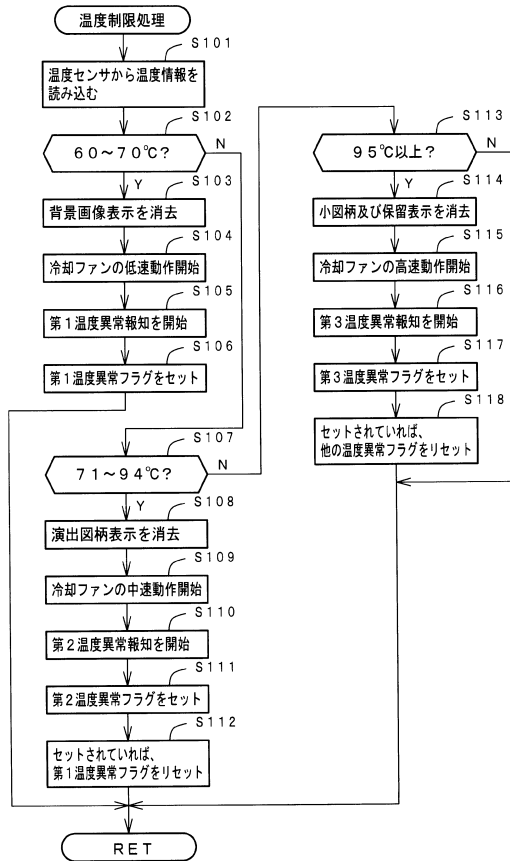 温度制限処理
S101
温度センサから温度情報を
読み込む
S102
60～70℃?
N
Y
S103
背景画像表示を消去
S104
冷却ファンの低速動作開始
S105
第1温度異常報知を開始
S106
第1温度異常フラグをセット
S107
71～94℃?
N
Y
S108
演出図柄表示を消去
S109
冷却ファンの中速動作開始
S110
第2温度異常報知を開始
S111
第2温度異常フラグをセット
S112
セットされていれば、
第1温度異常フラグをリセット
RET
S113
95℃以上?
N
Y
S114
小図柄及び保留表示を消去
S115
冷却ファンの高速動作開始
S116
第3温度異常報知を開始
S117
第3温度異常フラグをセット
S118
セットされていれば、
他の温度異常フラグをリセット